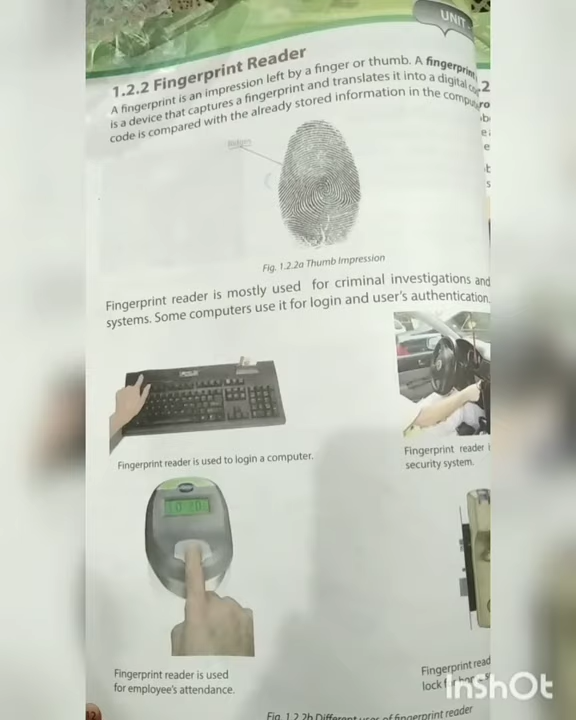 UNIT
1.2.2 Fingerprint Reader
A fingerprint is an impression left by a finger or thumb. A fingerprint
is a device that captures a fingerprint and translates it into a digital
code is compared with the already stored information in the
Ridges
Fig. 1.2.2a Thumb Impression
Fingerprint reader is mostly used for criminal investigations and
systems. Some computers use it for login and user's authentication.
Fingerprint reader is used to login a computer.
Fingerprint reader
security system.
Fingerprint reader is used
for employee's attendance.
Fingerprint
lock
Fig. 1.2.2b Different uses of fingerprint reader
InShOt